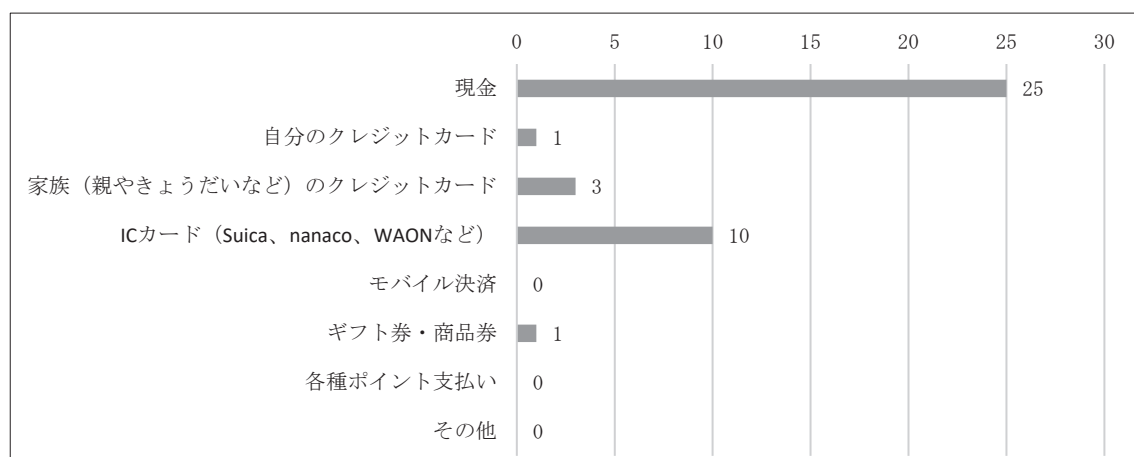 0 5 10 15 20 25 30
現金 25
自分のクレジットカード 1
家族（親やきょうだいなど）のクレジットカード 3
ICカード（Suica、nanaco、WAONなど） 10
モバイル決済 0
ギフト券・商品券 1
各種ポイント支払い 0
その他 0